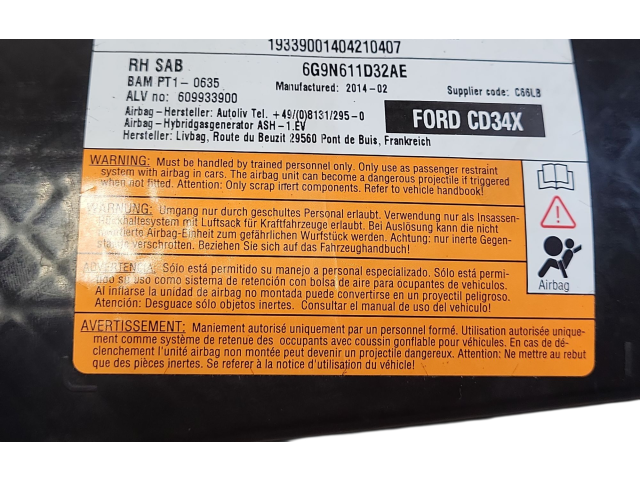 19339001404210407
RH SAB 6G9N611D32AE
BAM PT1- 0635 Manufactured: 2014-02 Supplier code: C66LB
ALV no: 609933900
Airbag-Hersteller: Autoliv Tel. +49/(0)8131/295-0
Airbag-Hybridgasgenerator ASH-1.EV
Hersteller: Livbag, Route du Beuzit 29560 Pont de Buis, Frankreich
FORD CD34X
WARNING: Must be handled by trained personnel only. Only use as passenger restraint
system with airbag in cars. The airbag unit can become a dangerous projectile if triggered
when not fitted. Attention: Only scrap inert components. Refer to vehicle handbook!
WARNUNG: Umgang nur durch geschultes Personal erlaubt. Verwendung nur als Insassen-
Rückhaltesystem mit Luftsack für Kraftfahrzeuge erlaubt. Bei Auslösung kann die nicht
montierte Airbag-Einheit zum gefährlichen Wurfstück werden. Achtung: nur inerte Gegen-
stände verschrotten. Beziehen Sie sich auf das Fahrzeughandbuch!
ADVERTENCIA: Sólo está permitido su manejo a personal especializado. Sólo está permi-
tido su uso como sistema de retención con bolsa de aire para ocupantes de vehículos.
Al inflarse la unidad de airbag no montada puede convertirse en un proyectil peligroso.
Atención: Desguace sólo objetos inertes. Consultar el manual de uso del vehículo!
AVERTISSEMENT: Maniement autorisé uniquement par un personnel formé. Utilisation autorisée unique-
ment comme système de retenue des occupants avec coussin gonflable pour véhicules. En cas de dé-
clenchement l'unité airbag non montée peut devenir un projectile dangereux. Attention: Ne mettre au rebut
que des pièces inertes. Se referer à la notice d'utilisation du véhicule!
Airbag